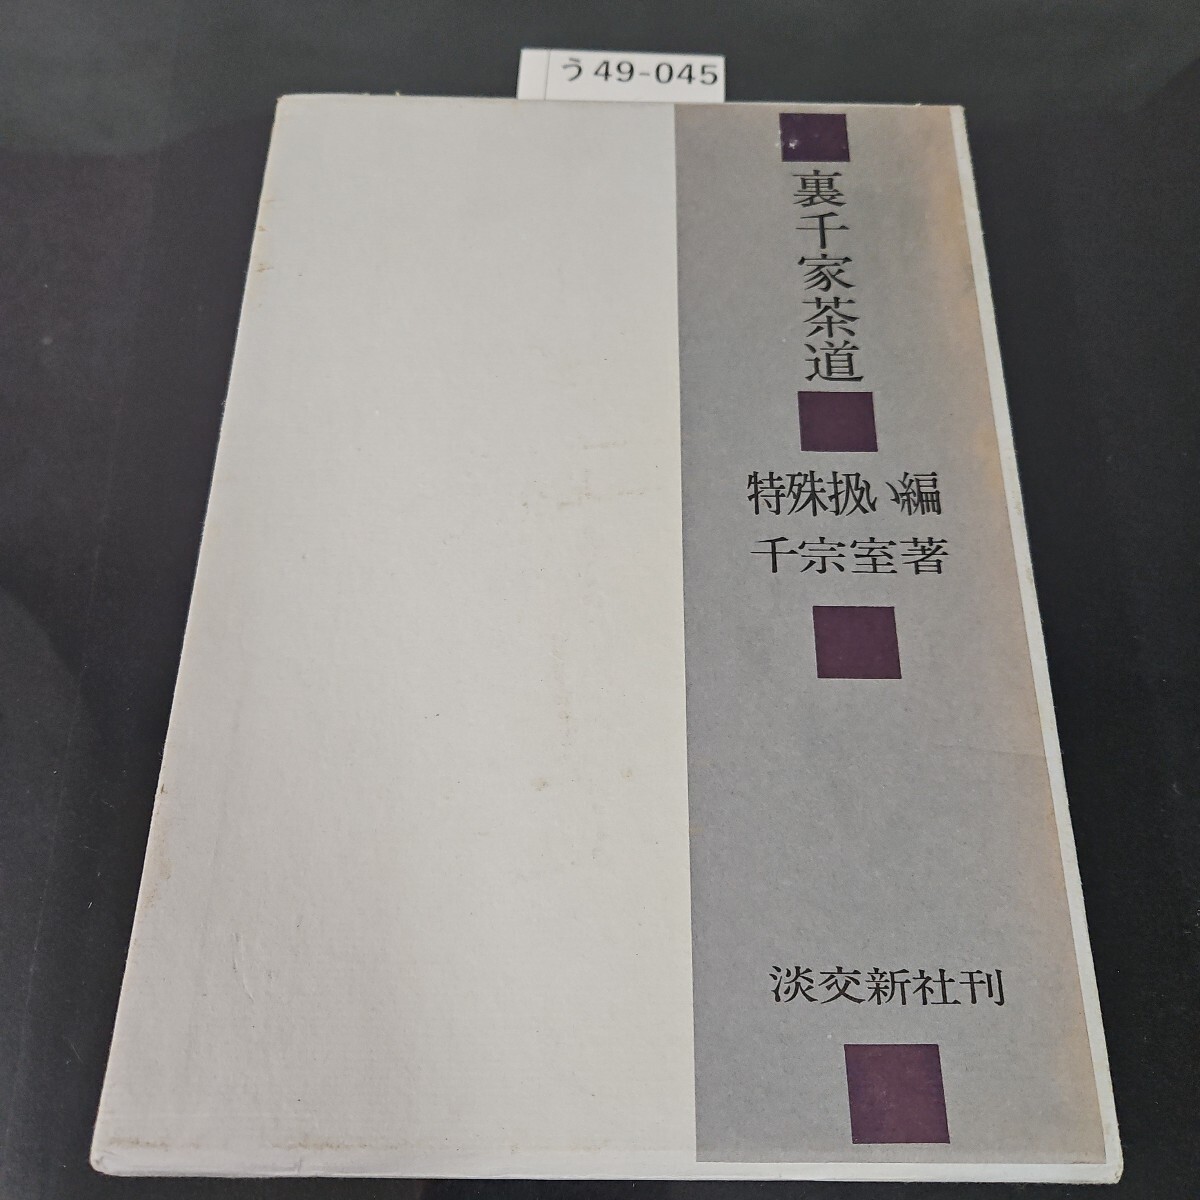 う49-045
裏千家茶道
特殊扱い編
千宗室著
淡交新社刊